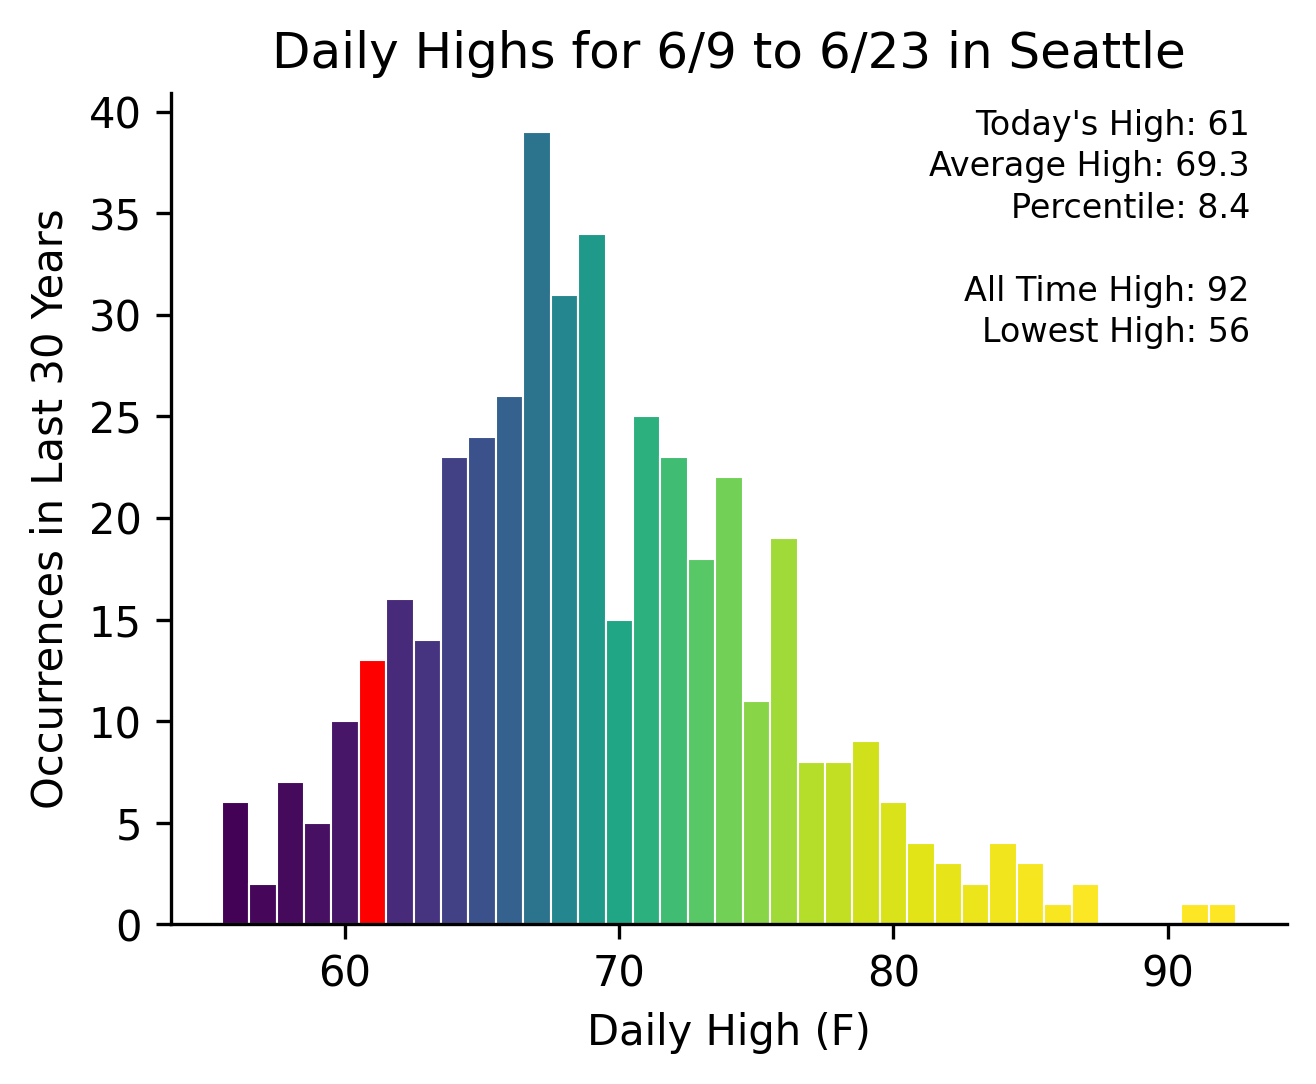 Daily Highs for 6/9 to 6/23 in Seattle
Today's High: 61
Average High: 69.3
Percentile: 8.4
All Time High: 92
Lowest High: 56
Occurrences in Last 30 Years
40
35
30
25
20
15
10
5
0
60 70 80 90
Daily High (F)